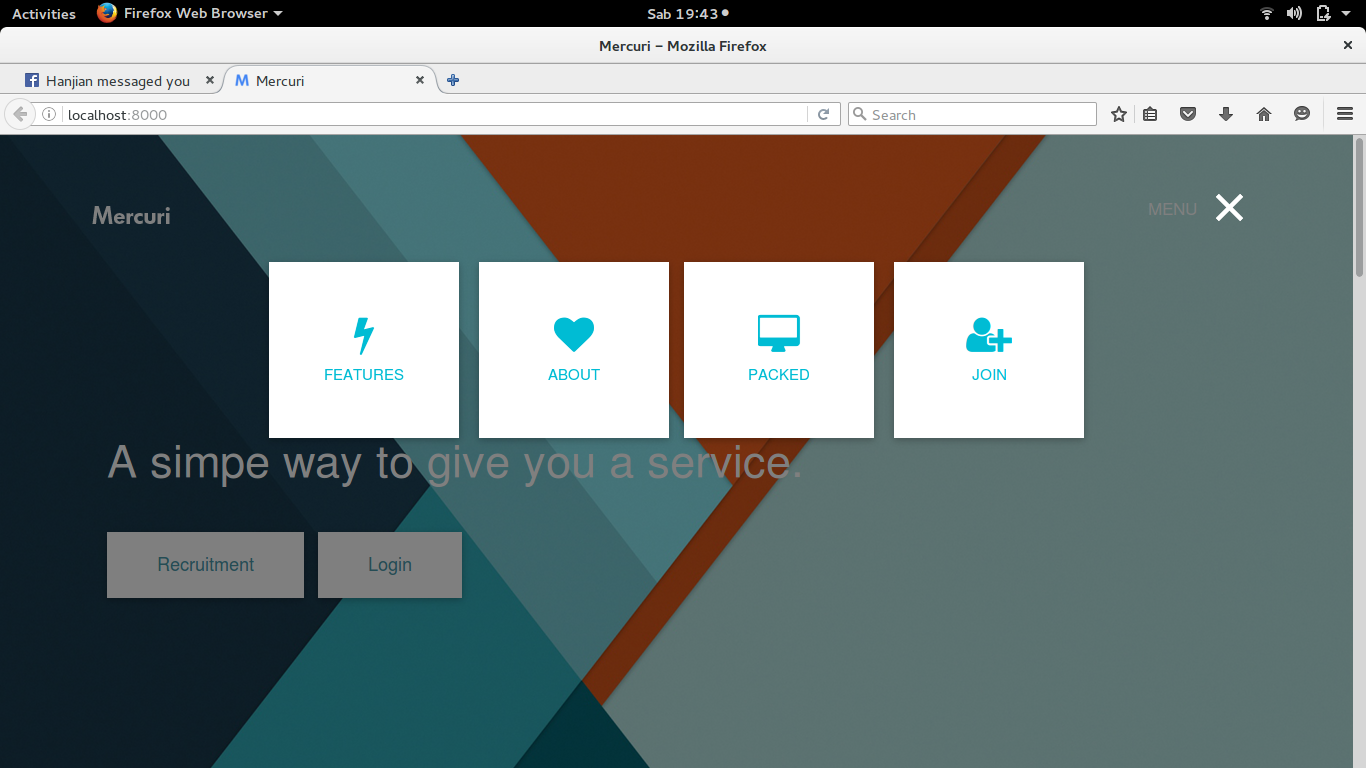 Activities Firefox Web Browser Sab 19:43
Mercuri - Mozilla Firefox
Hanjian messaged you Mercuri
localhost:8000 Search
Mercuri MENU
FEATURES ABOUT PACKED JOIN
A simpe way to give you a service.
Recruitment Login